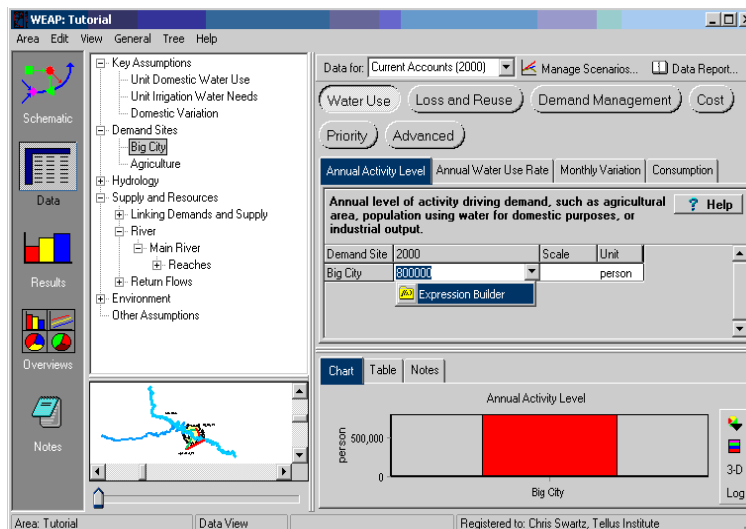 WEAP: Tutorial
Area Edit View General Tree Help
Schematic
Data
Results
Overviews
Notes
Key Assumptions
Unit Domestic Water Use
Unit Irrigation Water Needs
Domestic Variation
Demand Sites
Big City
Agriculture
Hydrology
Supply and Resources
Linking Demands and Supply
River
Main River
Reaches
Return Flows
Environment
Other Assumptions
Data for: Current Accounts (2000) Manage Scenarios... Data Report...
Water Use Loss and Reuse Demand Management Cost
Priority Advanced
Annual Activity Level Annual Water Use Rate Monthly Variation Consumption
Annual level of activity driving demand, such as agricultural
area, population using water for domestic purposes, or
industrial output.
? Help
Demand Site 2000 Scale Unit
Big City 800000 person
Expression Builder
Chart Table Notes
Annual Activity Level
person
500,000
0
Big City
3-D
Log
Area: Tutorial Data View Registered to: Chris Swartz, Tellus Institute